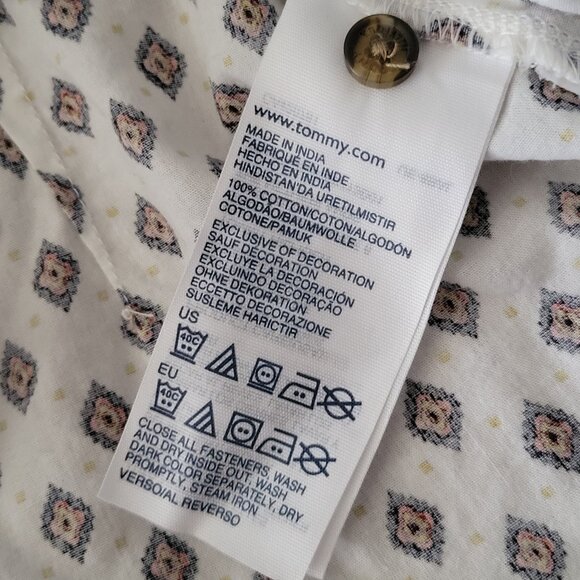 www.tommy.com
MADE IN INDIA
FABRIQUE EN INDE
HECHO EN INDIA
HINDISTAN'DA URETILMISTIR
100% COTTON/COTON/ALGODÓN
ALGODÃO/BAUMWOLLE
COTONE/PAMUK
EXCLUSIVE OF DECORATION
SAUF DECORATION
EXCLUYE LA DECORACIÓN
EXCLUINDO DECORAÇÃO
OHNE DEKORATION
ECCETTO DECORAZIONE
SUSLEME HARICTIR
US
40C
EU
40C
CLOSE ALL FASTENERS, WASH
AND DRY INSIDE OUT, WASH
DARK COLOR SEPARATELY, DRY
PROMPTLY, STEAM IRON
VERSO/AL REVERSO